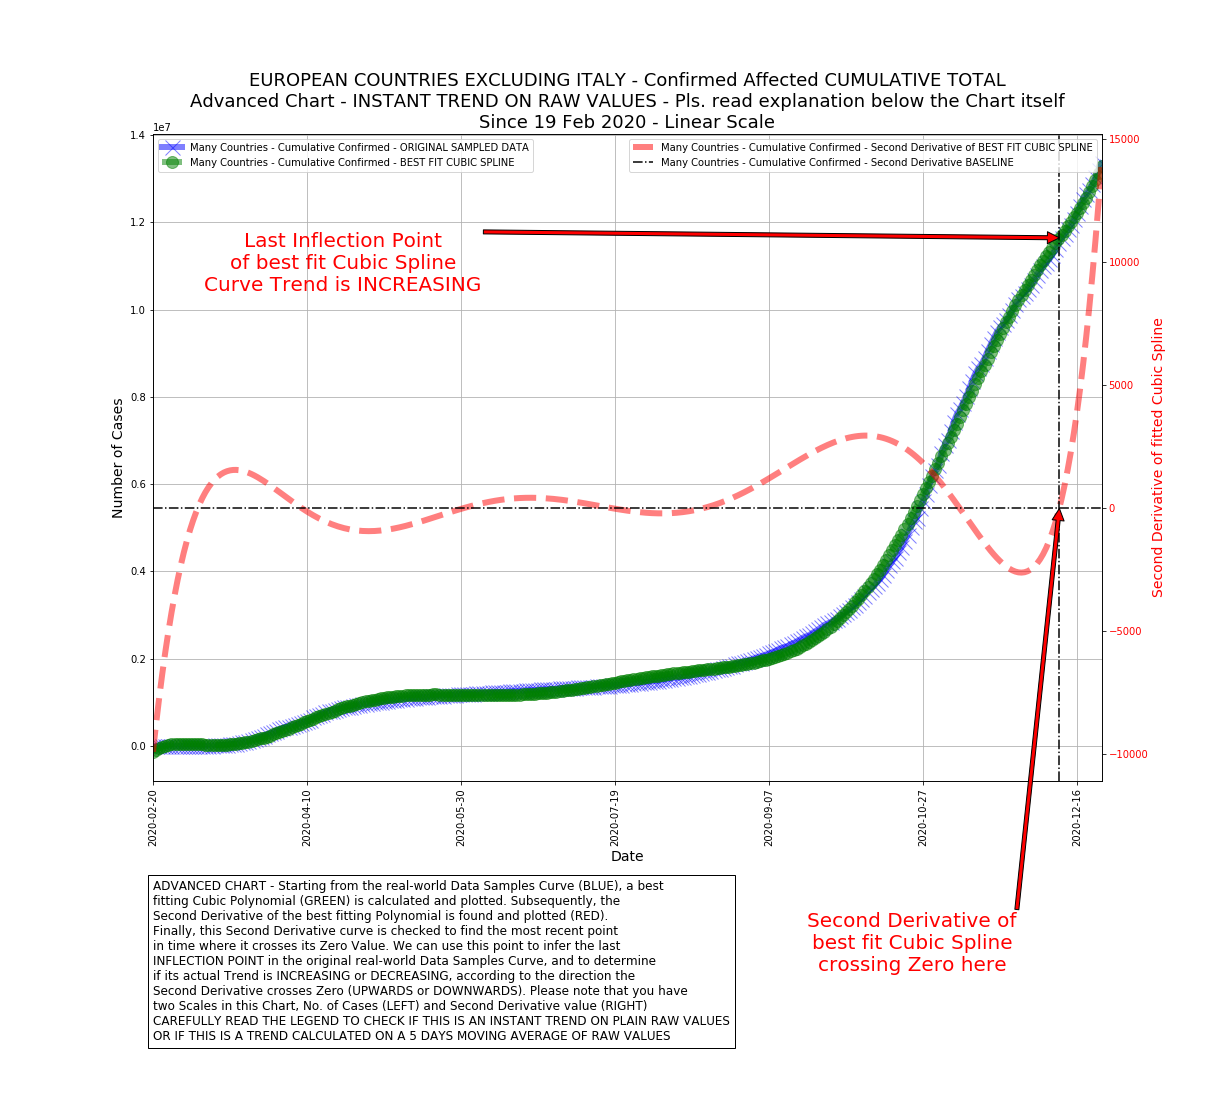 EUROPEAN COUNTRIES EXCLUDING ITALY - Confirmed Affected CUMULATIVE TOTAL
Advanced Chart - INSTANT TREND ON RAW VALUES - Pls. read explanation below the Chart itself
Since 19 Feb 2020 - Linear Scale
1e7
Many Countries - Cumulative Confirmed - ORIGINAL SAMPLED DATA
Many Countries - Cumulative Confirmed - BEST FIT CUBIC SPLINE
Many Countries - Cumulative Confirmed - Second Derivative of BEST FIT CUBIC SPLINE
Many Countries - Cumulative Confirmed - Second Derivative BASELINE
Last Inflection Point
of best fit Cubic Spline
Curve Trend is INCREASING
Number of Cases
1.4
1.2
1.0
0.8
0.6
0.4
0.2
0.0
15000
10000
5000
0
−5000
−10000
Second Derivative of fitted Cubic Spline
2020-02-20
2020-04-10
2020-05-30
2020-07-19
2020-09-07
2020-10-27
2020-12-16
Date
Second Derivative of
best fit Cubic Spline
crossing Zero here
ADVANCED CHART - Starting from the real-world Data Samples Curve (BLUE), a best
fitting Cubic Polynomial (GREEN) is calculated and plotted. Subsequently, the
Second Derivative of the best fitting Polynomial is found and plotted (RED).
Finally, this Second Derivative curve is checked to find the most recent point
in time where it crosses its Zero Value. We can use this point to infer the last
INFLECTION POINT in the original real-world Data Samples Curve, and to determine
if its actual Trend is INCREASING or DECREASING, according to the direction the
Second Derivative crosses Zero (UPWARDS or DOWNWARDS). Please note that you have
two Scales in this Chart, No. of Cases (LEFT) and Second Derivative value (RIGHT)
CAREFULLY READ THE LEGEND TO CHECK IF THIS IS AN INSTANT TREND ON PLAIN RAW VALUES
OR IF THIS IS A TREND CALCULATED ON A 5 DAYS MOVING AVERAGE OF RAW VALUES